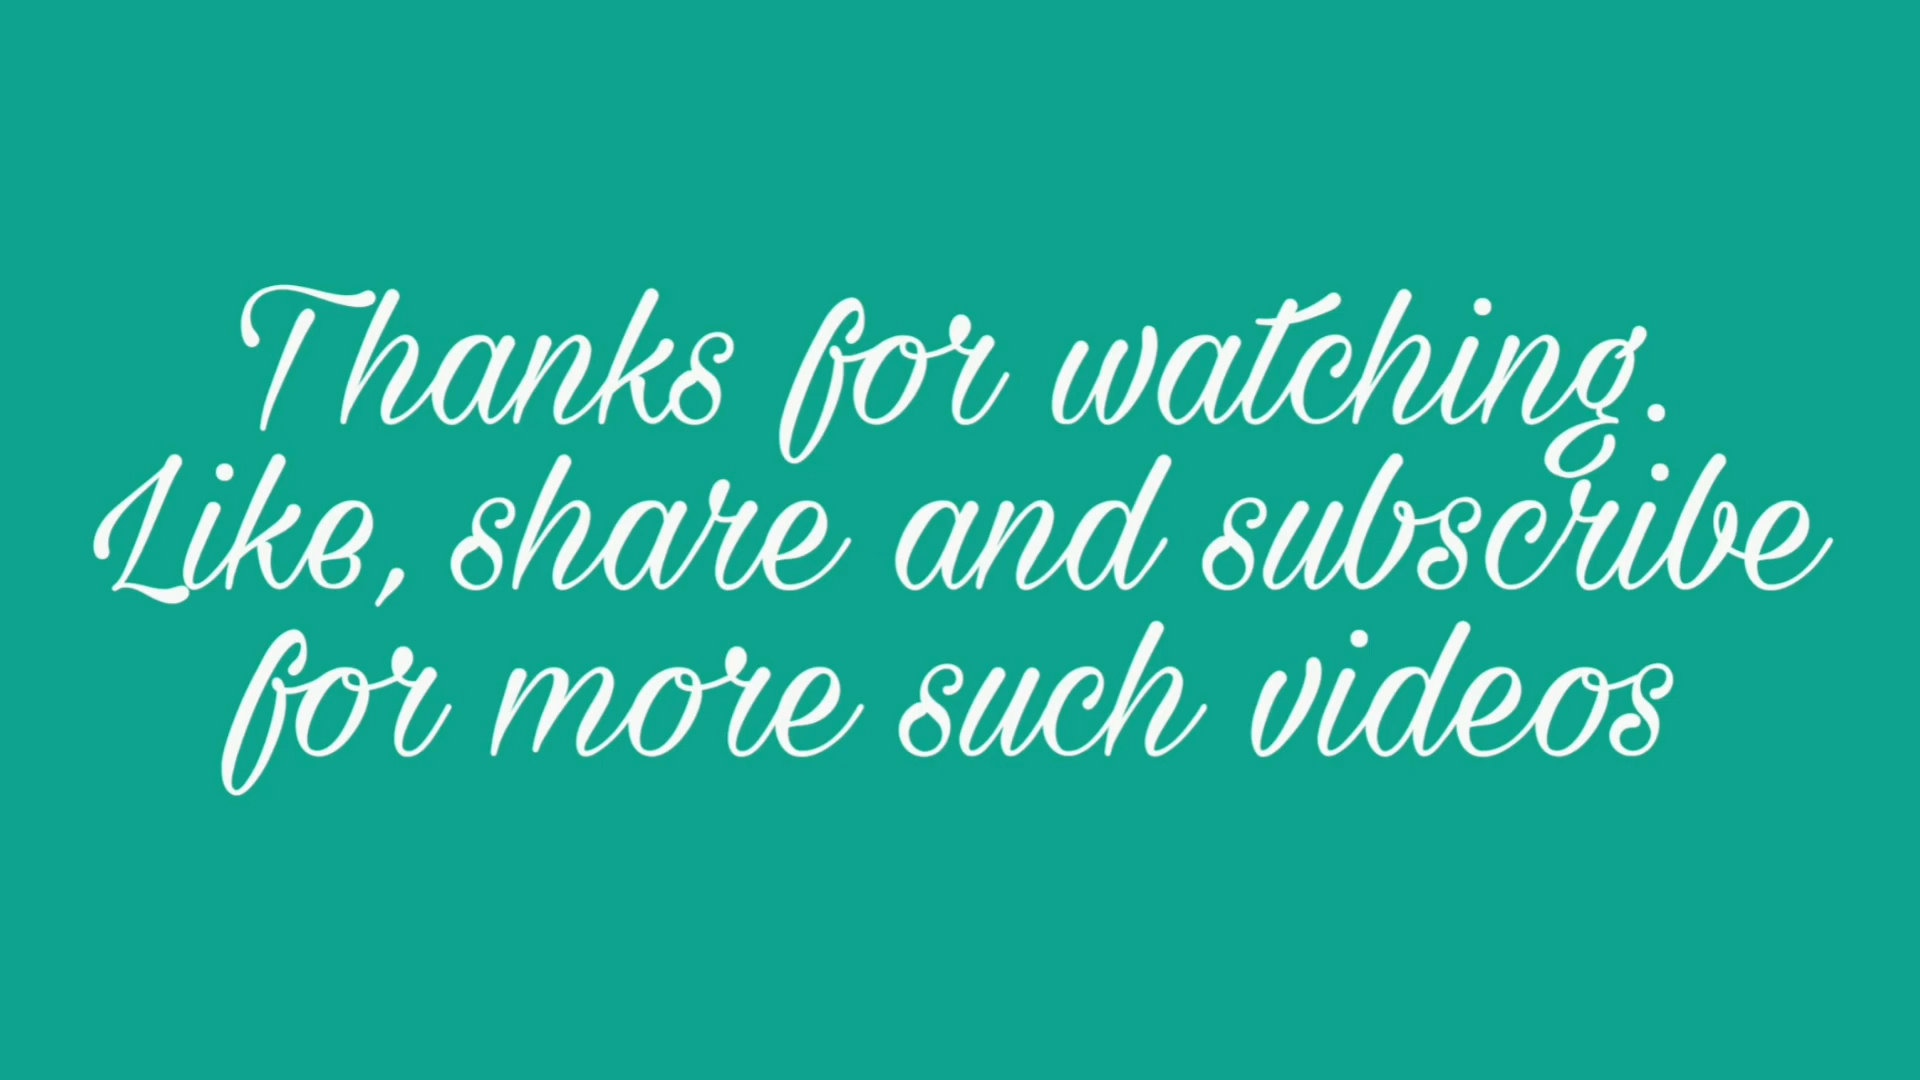 Thanks for watching.
Like, share and subscribe
for more such videos